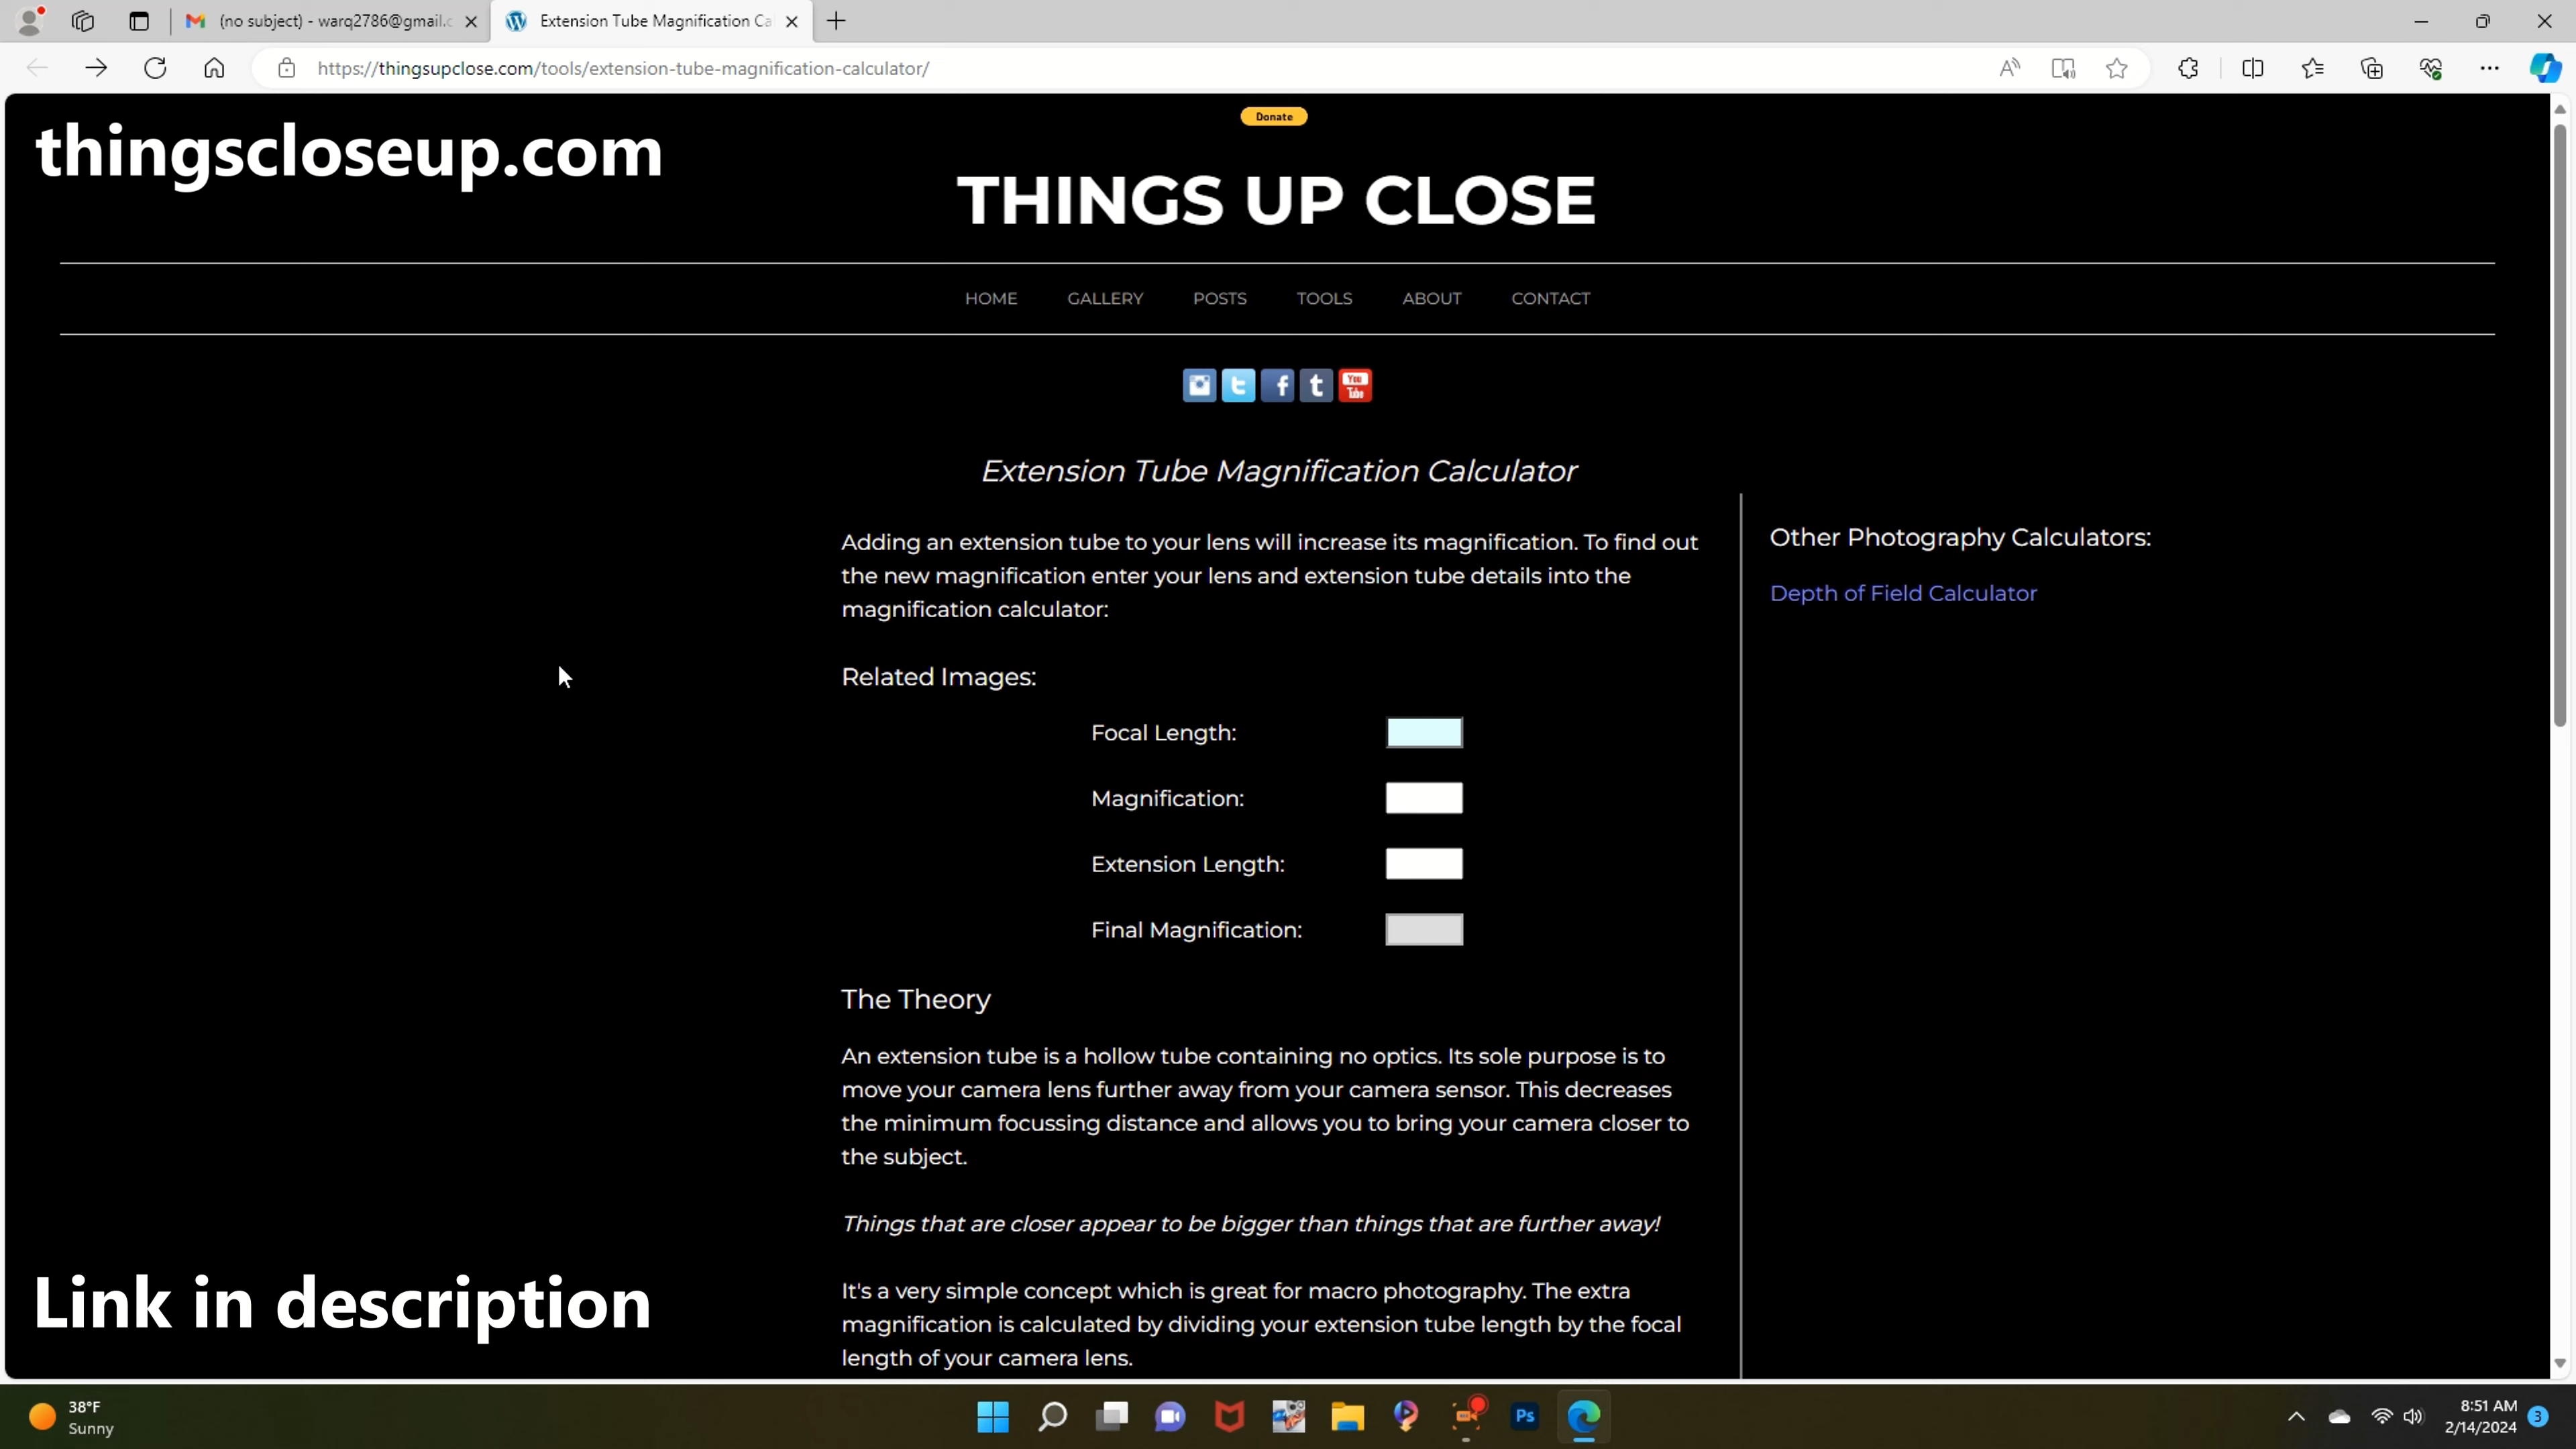 (no subject) - warq2786@gmail.c
Extension Tube Magnification Ca
https://thingsupclose.com/tools/extension-tube-magnification-calculator/
Donate
thingscloseup.com
THINGS UP CLOSE
HOME GALLERY POSTS TOOLS ABOUT CONTACT
You Tube
Extension Tube Magnification Calculator
Adding an extension tube to your lens will increase its magnification. To find out
the new magnification enter your lens and extension tube details into the
magnification calculator:
Related Images:
Focal Length:
Magnification:
Extension Length:
Final Magnification:
The Theory
An extension tube is a hollow tube containing no optics. Its sole purpose is to
move your camera lens further away from your camera sensor. This decreases
the minimum focussing distance and allows you to bring your camera closer to
the subject.
Things that are closer appear to be bigger than things that are further away!
It's a very simple concept which is great for macro photography. The extra
magnification is calculated by dividing your extension tube length by the focal
length of your camera lens.
Other Photography Calculators:
Depth of Field Calculator
Link in description
38°F
Sunny
Ps
8:51 AM
2/14/2024
3